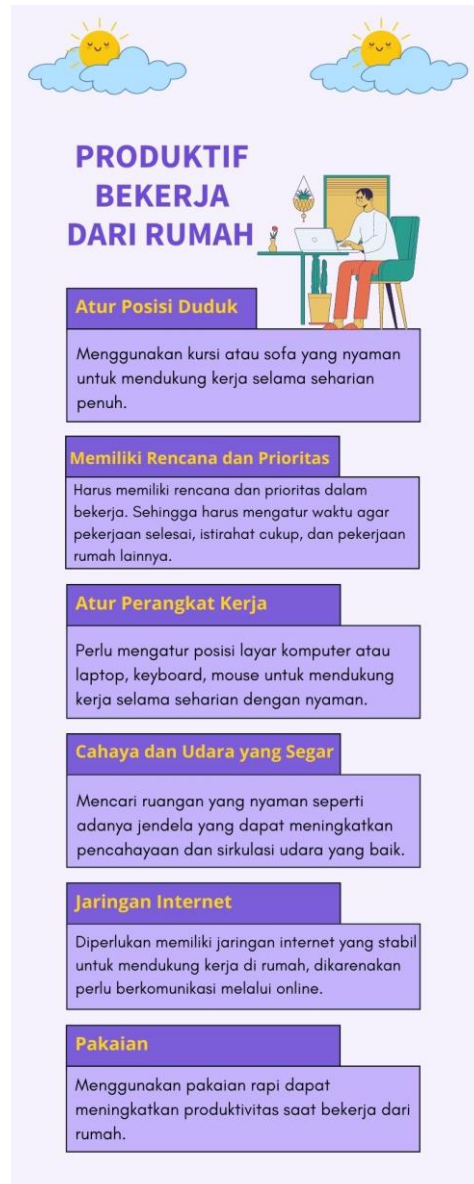 PRODUKTIF
BEKERJA
DARI RUMAH
Atur Posisi Duduk
Menggunakan kursi atau sofa yang nyaman
untuk mendukung kerja selama seharian
penuh.
Memiliki Rencana dan Prioritas
Harus memiliki rencana dan prioritas dalam
bekerja. Sehingga harus mengatur waktu agar
pekerjaan selesai, istirahat cukup, dan pekerjaan
rumah lainnya.
Atur Perangkat Kerja
Perlu mengatur posisi layar komputer atau
laptop, keyboard, mouse untuk mendukung
kerja selama seharian dengan nyaman.
Cahaya dan Udara yang Segar
Mencari ruangan yang nyaman seperti
adanya jendela yang dapat meningkatkan
pencahayaan dan sirkulasi udara yang baik.
Jaringan Internet
Diperlukan memiliki jaringan internet yang stabil
untuk mendukung kerja di rumah, dikarenakan
perlu berkomunikasi melalui online.
Pakaian
Menggunakan pakaian rapi dapat
meningkatkan produktivitas saat bekerja dari
rumah.